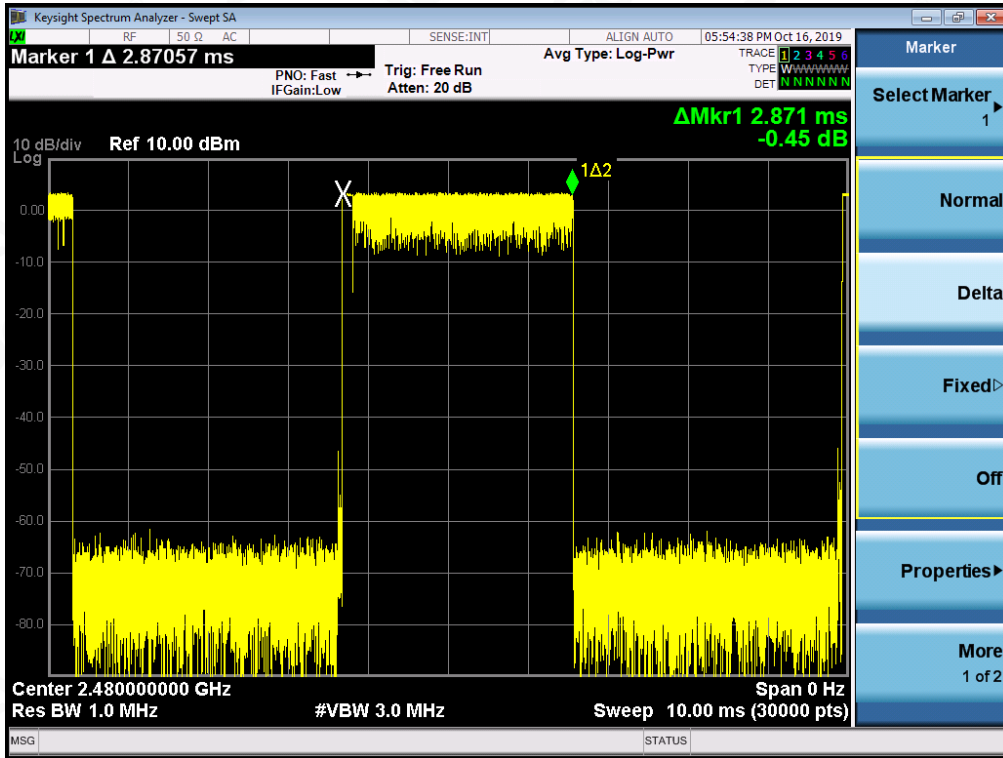 Keysight Spectrum Analyzer - Swept SA
LXI RF 50 Ω AC SENSE:INT ALIGN AUTO 05:54:38 PM Oct 16, 2019
Marker 1 Δ 2.87057 ms
PNO: Fast
IFGain:Low
Trig: Free Run
Atten: 20 dB
Avg Type: Log-Pwr
TRACE 1 2 3 4 5 6
TYPE WWWWWW
DET N N N N N N
ΔMkr1 2.871 ms
-0.45 dB
10 dB/div Ref 10.00 dBm
Log
1Δ2
X
0.00
-10.0
-20.0
-30.0
-40.0
-50.0
-60.0
-70.0
-80.0
Center 2.480000000 GHz Span 0 Hz
Res BW 1.0 MHz #VBW 3.0 MHz Sweep 10.00 ms (30000 pts)
MSG STATUS
Marker
Select Marker
1
Normal
Delta
Fixed
Off
Properties
More
1 of 2